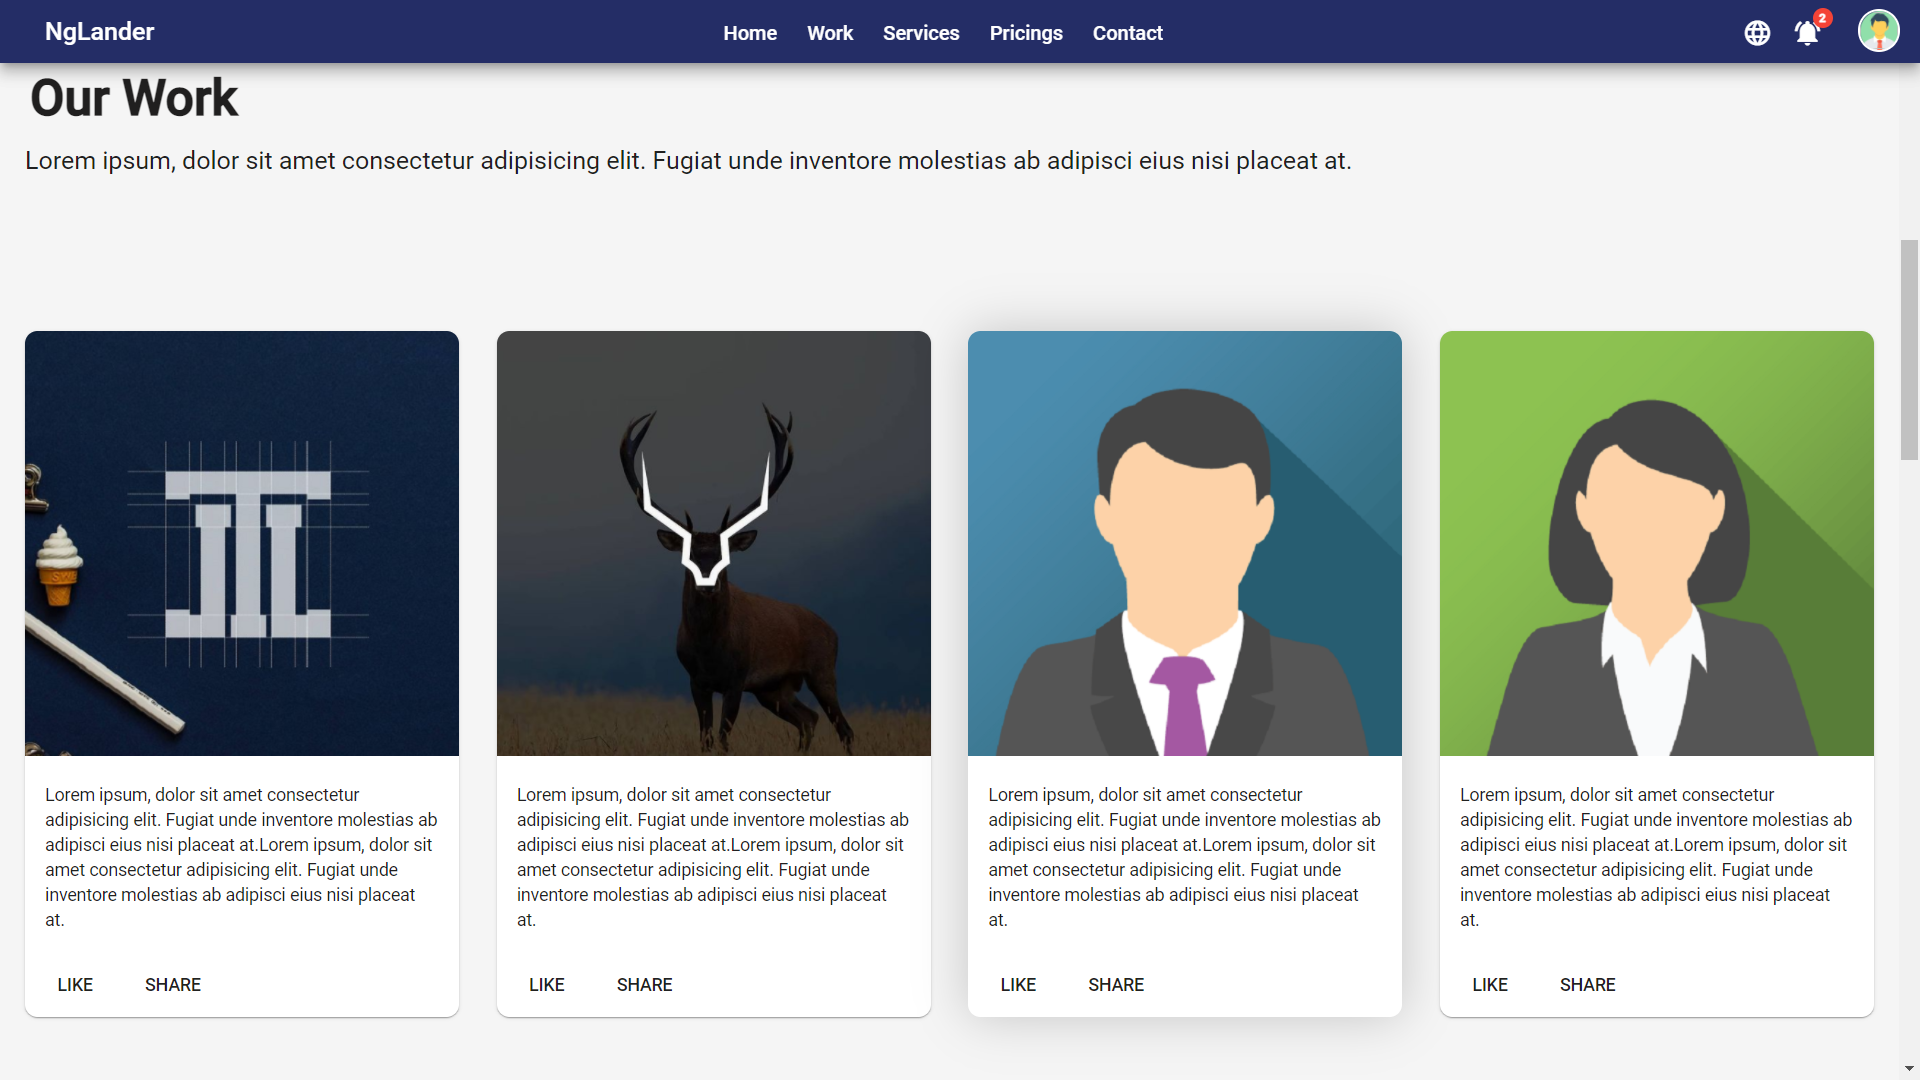 NgLander
Home Work Services Pricings Contact
2
Our Work
Lorem ipsum, dolor sit amet consectetur adipisicing elit. Fugiat unde inventore molestias ab adipisci eius nisi placeat at.
Lorem ipsum, dolor sit amet consectetur
adipisicing elit. Fugiat unde inventore molestias ab
adipisci eius nisi placeat at.Lorem ipsum, dolor sit
amet consectetur adipisicing elit. Fugiat unde
inventore molestias ab adipisci eius nisi placeat
at.
LIKE SHARE
Lorem ipsum, dolor sit amet consectetur
adipisicing elit. Fugiat unde inventore molestias ab
adipisci eius nisi placeat at.Lorem ipsum, dolor sit
amet consectetur adipisicing elit. Fugiat unde
inventore molestias ab adipisci eius nisi placeat
at.
LIKE SHARE
Lorem ipsum, dolor sit amet consectetur
adipisicing elit. Fugiat unde inventore molestias ab
adipisci eius nisi placeat at.Lorem ipsum, dolor sit
amet consectetur adipisicing elit. Fugiat unde
inventore molestias ab adipisci eius nisi placeat
at.
LIKE SHARE
Lorem ipsum, dolor sit amet consectetur
adipisicing elit. Fugiat unde inventore molestias ab
adipisci eius nisi placeat at.Lorem ipsum, dolor sit
amet consectetur adipisicing elit. Fugiat unde
inventore molestias ab adipisci eius nisi placeat
at.
LIKE SHARE